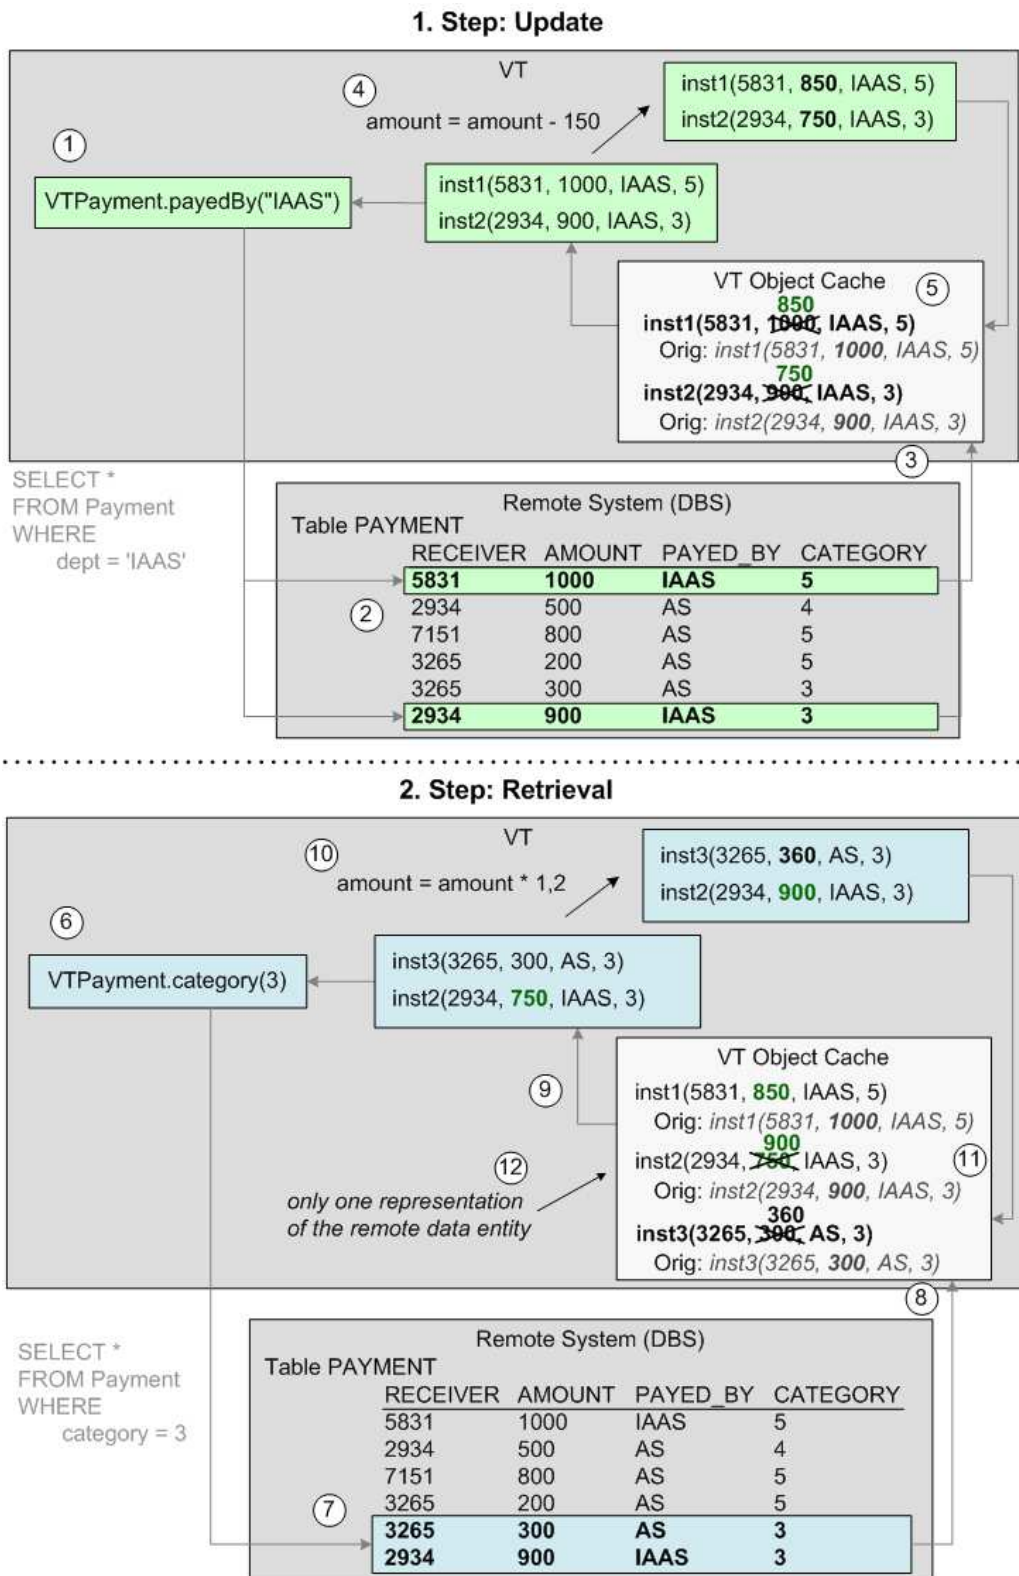 1. Step: Update
VT
4
inst1(5831, 850, IAAS, 5)
inst2(2934, 750, IAAS, 3)
amount = amount - 150
1
VTPayment.payedBy("IAAS")
inst1(5831, 1000, IAAS, 5)
inst2(2934, 900, IAAS, 3)
VT Object Cache
5
850
inst1(5831, 1000, IAAS, 5)
Orig: inst1(5831, 1000, IAAS, 5)
750
inst2(2934, 900, IAAS, 3)
Orig: inst2(2934, 900, IAAS, 3)
3
SELECT *
FROM Payment
WHERE
dept = 'IAAS'
Remote System (DBS)
Table PAYMENT
RECEIVER AMOUNT PAYED_BY CATEGORY
5831 1000 IAAS 5
2
2934 500 AS 4
7151 800 AS 5
3265 200 AS 5
3265 300 AS 3
2934 900 IAAS 3
2. Step: Retrieval
VT
10
inst3(3265, 360, AS, 3)
inst2(2934, 900, IAAS, 3)
amount = amount * 1,2
6
VTPayment.category(3)
inst3(3265, 300, AS, 3)
inst2(2934, 750, IAAS, 3)
VT Object Cache
9
inst1(5831, 850, IAAS, 5)
Orig: inst1(5831, 1000, IAAS, 5)
900
inst2(2934, 750, IAAS, 3)
11
Orig: inst2(2934, 900, IAAS, 3)
12
only one representation
of the remote data entity
360
inst3(3265, 300, AS, 3)
Orig: inst3(3265, 300, AS, 3)
8
SELECT *
FROM Payment
WHERE
category = 3
Remote System (DBS)
Table PAYMENT
RECEIVER AMOUNT PAYED_BY CATEGORY
5831 1000 IAAS 5
2934 500 AS 4
7151 800 AS 5
3265 200 AS 5
7
3265 300 AS 3
2934 900 IAAS 3